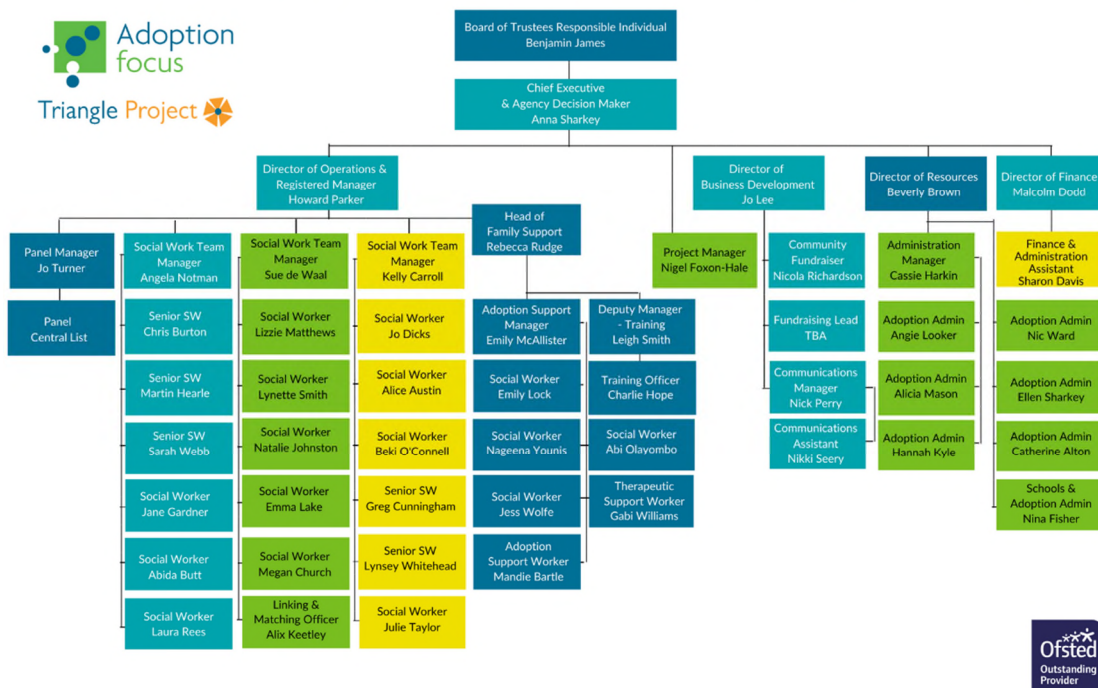 Adoption
focus
Triangle Project
Board of Trustees Responsible Individual
Benjamin James
Chief Executive
& Agency Decision Maker
Anna Sharkey
Director of Operations &
Registered Manager
Howard Parker
Director of
Business Development
Jo Lee
Director of Resources
Beverly Brown
Director of Finance
Malcolm Dodd
Head of
Family Support
Rebecca Rudge
Project Manager
Nigel Foxon-Hale
Panel Manager
Jo Turner
Panel
Central List
Social Work Team
Manager
Angela Notman
Senior SW
Chris Burton
Senior SW
Martin Hearle
Senior SW
Sarah Webb
Social Worker
Jane Gardner
Social Worker
Abida Butt
Social Worker
Laura Rees
Social Work Team
Manager
Sue de Waal
Social Worker
Lizzie Matthews
Social Worker
Lynette Smith
Social Worker
Natalie Johnston
Social Worker
Emma Lake
Social Worker
Megan Church
Linking &
Matching Officer
Alix Keetley
Social Work Team
Manager
Kelly Carroll
Social Worker
Jo Dicks
Social Worker
Alice Austin
Social Worker
Beki O'Connell
Senior SW
Greg Cunningham
Senior SW
Lynsey Whitehead
Social Worker
Julie Taylor
Adoption Support
Manager
Emily McAllister
Social Worker
Emily Lock
Social Worker
Nageena Younis
Social Worker
Jess Wolfe
Adoption
Support Worker
Mandie Bartle
Deputy Manager
- Training
Leigh Smith
Training Officer
Charlie Hope
Social Worker
Abi Olayombo
Therapeutic
Support Worker
Gabi Williams
Community
Fundraiser
Nicola Richardson
Fundraising Lead
TBA
Communications
Manager
Nick Perry
Communications
Assistant
Nikki Seery
Administration
Manager
Cassie Harkin
Adoption Admin
Angie Looker
Adoption Admin
Alicia Mason
Adoption Admin
Hannah Kyle
Finance &
Administration
Assistant
Sharon Davis
Adoption Admin
Nic Ward
Adoption Admin
Ellen Sharkey
Adoption Admin
Catherine Alton
Schools &
Adoption Admin
Nina Fisher
Ofsted
Outstanding
Provider